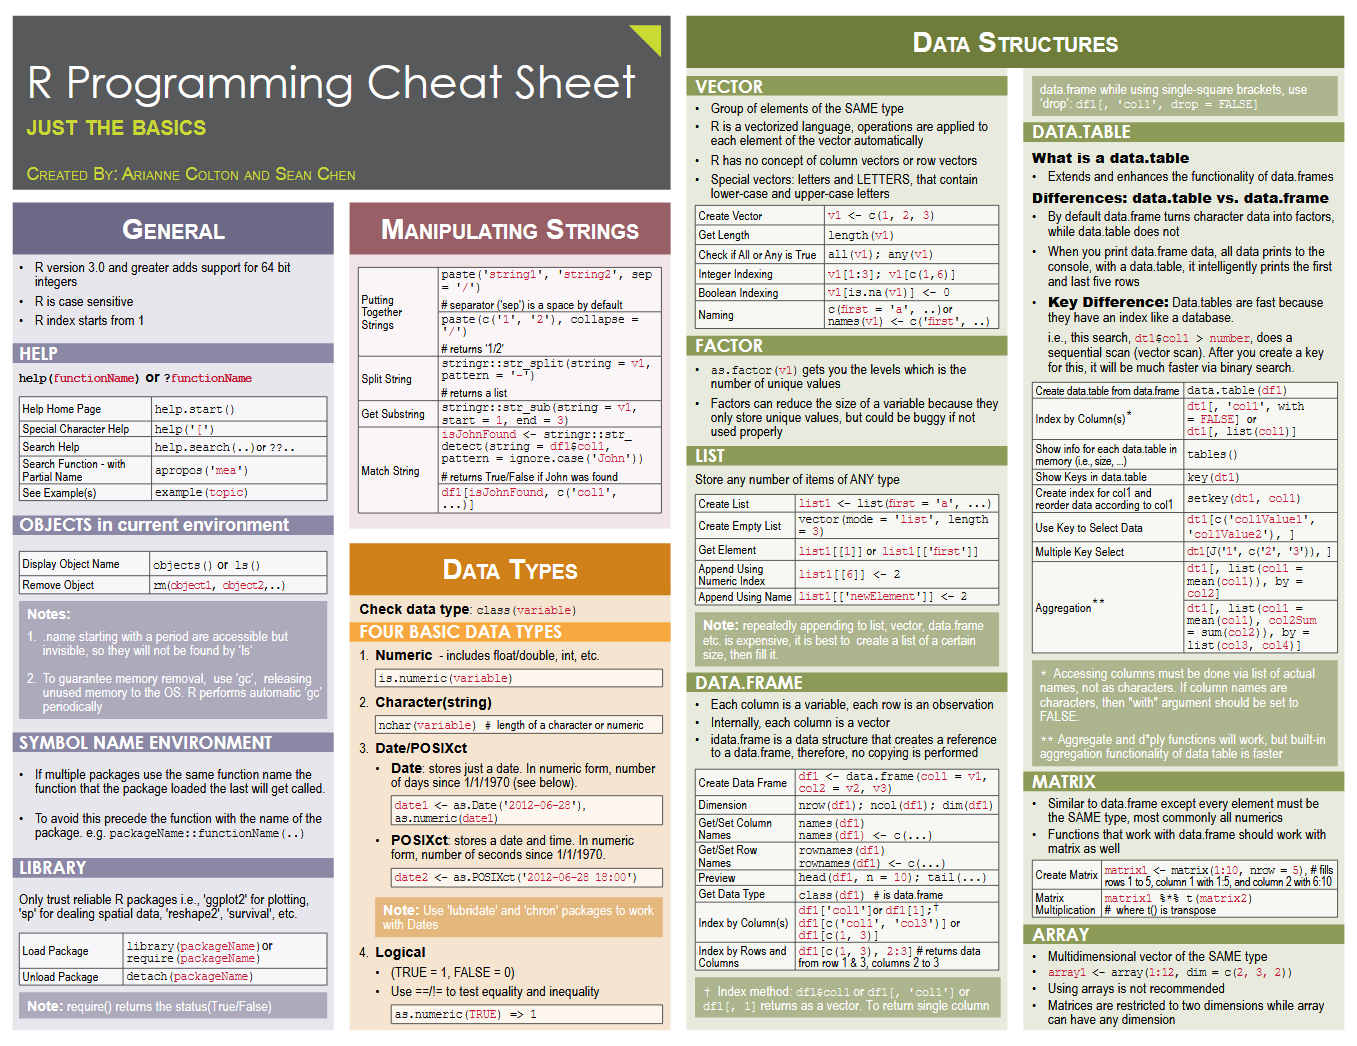 R Programming Cheat Sheet
JUST THE BASICS
CREATED BY: ARIANNE COLTON AND SEAN CHEN
GENERAL
• R version 3.0 and greater adds support for 64 bit
integers
• R is case sensitive
• R index starts from 1
HELP
help(functionName) or ?functionName
Help Home Page help.start()
Special Character Help help('[')
Search Help help.search(..)or ??..
Search Function - with
Partial Name apropos('mea')
See Example(s) example(topic)
OBJECTS in current environment
Display Object Name objects() or ls()
Remove Object rm(object1, object2,..)
Notes:
1. .name starting with a period are accessible but
invisible, so they will not be found by 'ls'
2. To guarantee memory removal, use 'gc', releasing
unused memory to the OS. R performs automatic 'gc'
periodically
SYMBOL NAME ENVIRONMENT
• If multiple packages use the same function name the
function that the package loaded the last will get called.
• To avoid this precede the function with the name of the
package. e.g. packageName::functionName(..)
LIBRARY
Only trust reliable R packages i.e., 'ggplot2' for plotting,
'sp' for dealing spatial data, 'reshape2', 'survival', etc.
Load Package library(packageName)or
require(packageName)
Unload Package detach(packageName)
Note: require() returns the status(True/False)
MANIPULATING STRINGS
Putting
Together
Strings
paste('string1', 'string2', sep
= '/')
# separator ('sep') is a space by default
paste(c('1', '2'), collapse =
'/')
# returns '1/2'
Split String
stringr::str_split(string = v1,
pattern = '-')
# returns a list
Get Substring
stringr::str_sub(string = v1,
start = 1, end = 3)
Match String
isJohnFound <- stringr::str_
detect(string = df1$col1,
pattern = ignore.case('John'))
# returns True/False if John was found
df1[isJohnFound, c('col1',
...)]
DATA TYPES
Check data type: class(variable)
FOUR BASIC DATA TYPES
1. Numeric - includes float/double, int, etc.
is.numeric(variable)
2. Character(string)
nchar(variable) # length of a character or numeric
3. Date/POSIXct
• Date: stores just a date. In numeric form, number
of days since 1/1/1970 (see below).
date1 <- as.Date('2012-06-28'),
as.numeric(date1)
• POSIXct: stores a date and time. In numeric
form, number of seconds since 1/1/1970.
date2 <- as.POSIXct('2012-06-28 18:00')
Note: Use 'lubridate' and 'chron' packages to work
with Dates
4. Logical
• (TRUE = 1, FALSE = 0)
• Use ==/!= to test equality and inequality
as.numeric(TRUE) => 1
DATA STRUCTURES
VECTOR
• Group of elements of the SAME type
• R is a vectorized language, operations are applied to
each element of the vector automatically
• R has no concept of column vectors or row vectors
• Special vectors: letters and LETTERS, that contain
lower-case and upper-case letters
Create Vector v1 <- c(1, 2, 3)
Get Length length(v1)
Check if All or Any is True all(v1); any(v1)
Integer Indexing v1[1:3]; v1[c(1,6)]
Boolean Indexing v1[is.na(v1)] <- 0
Naming
c(first = 'a', ..)or
names(v1) <- c('first', ..)
FACTOR
• as.factor(v1) gets you the levels which is the
number of unique values
• Factors can reduce the size of a variable because they
only store unique values, but could be buggy if not
used properly
LIST
Store any number of items of ANY type
Create List list1 <- list(first = 'a', ...)
Create Empty List vector(mode = 'list', length
= 3)
Get Element list1[[1]] or list1[['first']]
Append Using
Numeric Index list1[[6]] <- 2
Append Using Name list1[['newElement']] <- 2
Note: repeatedly appending to list, vector, data.frame
etc. is expensive, it is best to create a list of a certain
size, then fill it.
DATA.FRAME
• Each column is a variable, each row is an observation
• Internally, each column is a vector
• idata.frame is a data structure that creates a reference
to a data.frame, therefore, no copying is performed
Create Data Frame df1 <- data.frame(col1 = v1,
col2 = v2, v3)
Dimension nrow(df1); ncol(df1); dim(df1)
Get/Set Column
Names
names(df1)
names(df1) <- c(...)
Get/Set Row
Names
rownames(df1)
rownames(df1) <- c(...)
Preview head(df1, n = 10); tail(...)
Get Data Type class(df1) # is data.frame
Index by Column(s)
df1['col1']or df1[1];†
df1[c('col1', 'col3')] or
df1[c(1, 3)]
Index by Rows and
Columns
df1[c(1, 3), 2:3] # returns data
from row 1 & 3, columns 2 to 3
† Index method: df1$col1 or df1[, 'col1'] or
df1[, 1] returns as a vector. To return single column
data.frame while using single-square brackets, use
'drop': df1[, 'col1', drop = FALSE]
DATA.TABLE
What is a data.table
• Extends and enhances the functionality of data.frames
Differences: data.table vs. data.frame
• By default data.frame turns character data into factors,
while data.table does not
• When you print data.frame data, all data prints to the
console, with a data.table, it intelligently prints the first
and last five rows
• Key Difference: Data.tables are fast because
they have an index like a database.
i.e., this search, dt1$col1 > number, does a
sequential scan (vector scan). After you create a key
for this, it will be much faster via binary search.
Create data.table from data.frame data.table(df1)
Index by Column(s)*
dt1[, 'col1', with
= FALSE] or
dt1[, list(col1)]
Show info for each data.table in
memory (i.e., size, ...) tables()
Show Keys in data.table key(dt1)
Create index for col1 and
reorder data according to col1 setkey(dt1, col1)
Use Key to Select Data
dt1[c('col1Value1',
'col1Value2'), ]
Multiple Key Select dt1[J('1', c('2', '3')), ]
Aggregation**
dt1[, list(col1 =
mean(col1)), by =
col2]
dt1[, list(col1 =
mean(col1), col2Sum
= sum(col2)), by =
list(col3, col4)]
* Accessing columns must be done via list of actual
names, not as characters. If column names are
characters, then "with" argument should be set to
FALSE.
** Aggregate and d*ply functions will work, but built-in
aggregation functionality of data table is faster
MATRIX
• Similar to data.frame except every element must be
the SAME type, most commonly all numerics
• Functions that work with data.frame should work with
matrix as well
Create Matrix matrix1 <- matrix(1:10, nrow = 5), # fills
rows 1 to 5, column 1 with 1:5, and column 2 with 6:10
Matrix
Multiplication
matrix1 %*% t(matrix2)
# where t() is transpose
ARRAY
• Multidimensional vector of the SAME type
• array1 <- array(1:12, dim = c(2, 3, 2))
• Using arrays is not recommended
• Matrices are restricted to two dimensions while array
can have any dimension